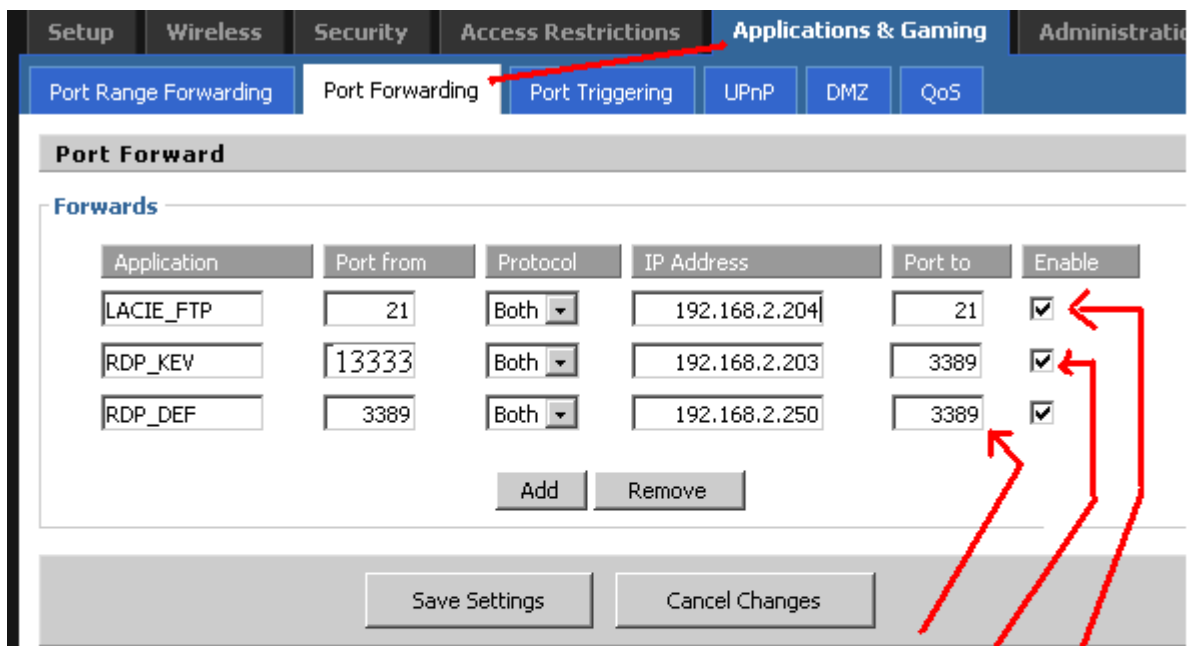 Setup Wireless Security Access Restrictions Applications & Gaming Administratio
Port Range Forwarding Port Forwarding Port Triggering UPnP DMZ QoS
Port Forward
Forwards
Application Port from Protocol IP Address Port to Enable
LACIE_FTP 21 Both 192.168.2.204 21
RDP_KEV 13333 Both 192.168.2.203 3389
RDP_DEF 3389 Both 192.168.2.250 3389
Add Remove
Save Settings Cancel Changes